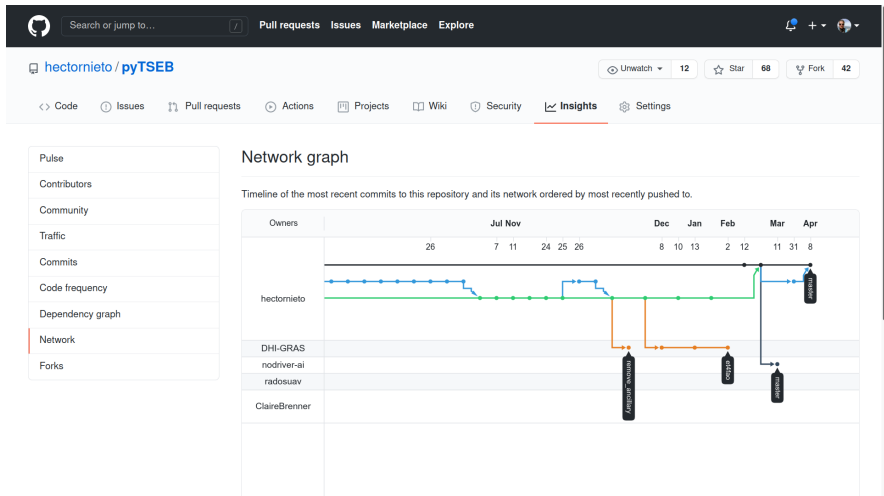 Search or jump to... / Pull requests Issues Marketplace Explore
hectornieto / pyTSEB Unwatch 12 Star 68 Fork 42
Code Issues Pull requests Actions Projects Wiki Security Insights Settings
Pulse
Contributors
Community
Traffic
Commits
Code frequency
Dependency graph
Network
Forks
Network graph
Timeline of the most recent commits to this repository and its network ordered by most recently pushed to.
Owners Jul Nov Dec Jan Feb Mar Apr
26 7 11 24 25 26 8 10 13 2 12 11 31 8
hectornieto
master
DHI-GRAS
remove_ancillary
nodriver-ai
master
radosuav
ClaireBrenner